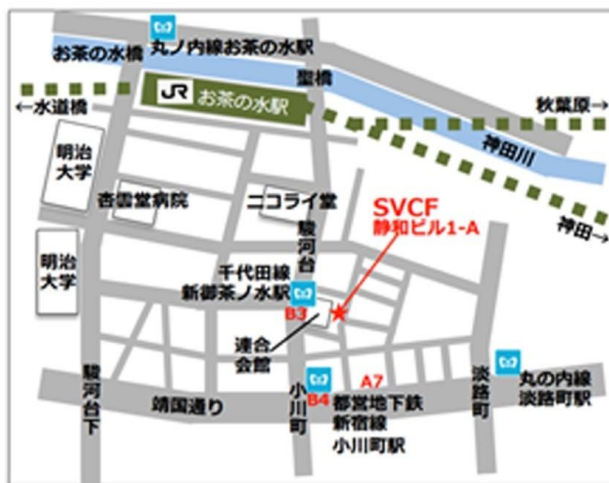 丸ノ内線お茶の水駅
お茶の水橋
聖橋
JR お茶の水駅
←水道橋
秋葉原→
神田川
明治
大学
杏雲堂病院
ニコライ堂
SVCF
静和ビル1-A
神田→
駿河台
明治
大学
千代田線
新御茶ノ水駅
B3
連合
会館
駿河台下
靖国通り
小川町
B4
A7
都営地下鉄
新宿線
小川町駅
淡路町
丸の内線
淡路町駅